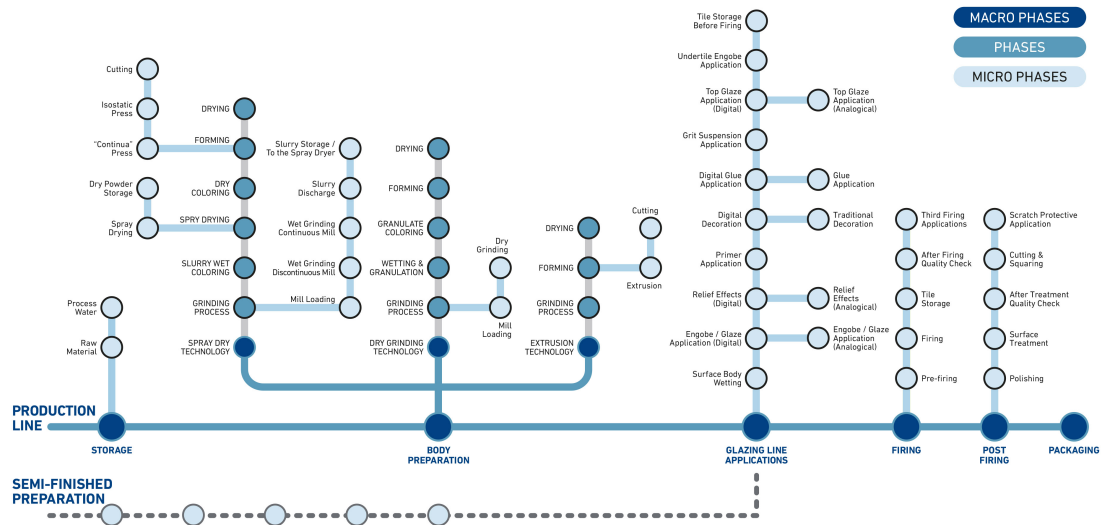 MACRO PHASES
PHASES
MICRO PHASES
Cutting
Isostatic
Press
"Continua"
Press
Dry Powder
Storage
Spray
Drying
Process
Water
Raw
Material
DRYING
FORMING
DRY
COLORING
SPRY DRYING
SLURRY WET
COLORING
GRINDING
PROCESS
SPRAY DRY
TECHNOLOGY
Slurry Storage /
To the Spray Dryer
Slurry
Discharge
Wet Grinding
Continuous Mill
Wet Grinding
Discontinuous Mill
Mill Loading
DRYING
FORMING
GRANULATE
COLORING
WETTING &
GRANULATION
GRINDING
PROCESS
DRY GRINDING
TECHNOLOGY
Dry
Grinding
Mill
Loading
DRYING
FORMING
GRINDING
PROCESS
EXTRUSION
TECHNOLOGY
Cutting
Extrusion
Tile Storage
Before Firing
Undertile Engobe
Application
Top Glaze
Application
(Digital)
Top Glaze
Application
(Analogical)
Grit Suspension
Application
Digital Glue
Application
Glue
Application
Digital
Decoration
Traditional
Decoration
Primer
Application
Relief Effects
(Digital)
Relief
Effects
(Analogical)
Engobe / Glaze
Application (Digital)
Engobe / Glaze
Application
(Analogical)
Surface Body
Wetting
Third Firing
Applications
After Firing
Quality Check
Tile
Storage
Firing
Pre-firing
Scratch Protective
Application
Cutting &
Squaring
After Treatment
Quality Check
Surface
Treatment
Polishing
PRODUCTION
LINE
STORAGE
BODY
PREPARATION
GLAZING LINE
APPLICATIONS
FIRING
POST
FIRING
PACKAGING
SEMI-FINISHED
PREPARATION